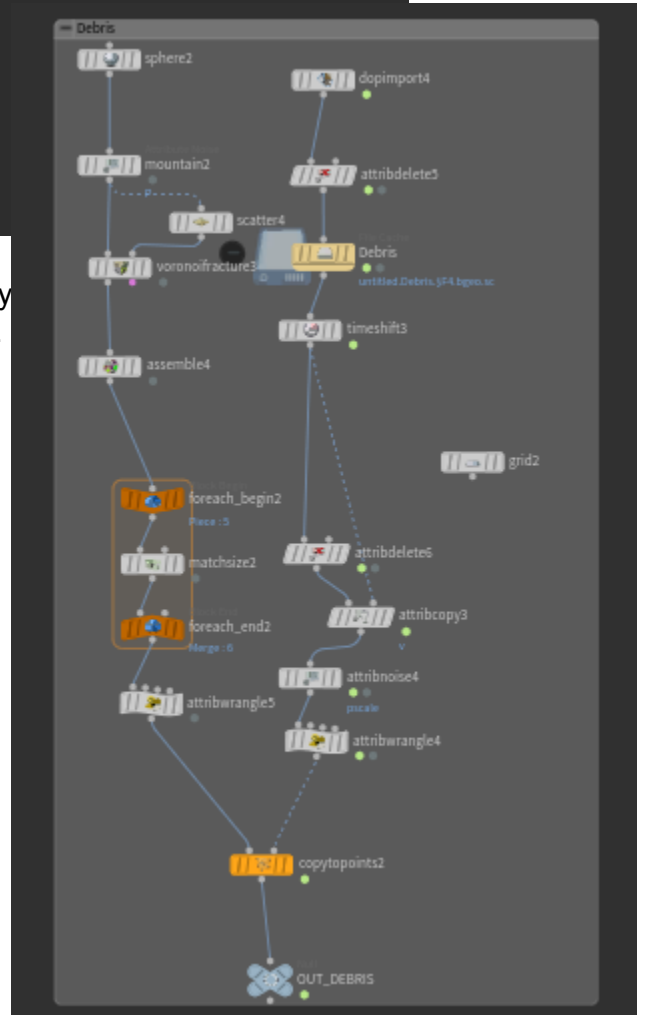 Debris
sphere2
dopimport4
mountain2
P
attribdelete5
scatter4
voronoifracture3
Debris
untitled.Debris.$F4.bgeo.sc
y
timeshift3
assemble4
grid2
foreach_begin2
Piece : 5
matchsize2
attribdelete6
foreach_end2
Merge : 6
attribcopy3
v
attribnoise4
pscale
attribwrangle5
attribwrangle4
copytopoints2
OUT_DEBRIS